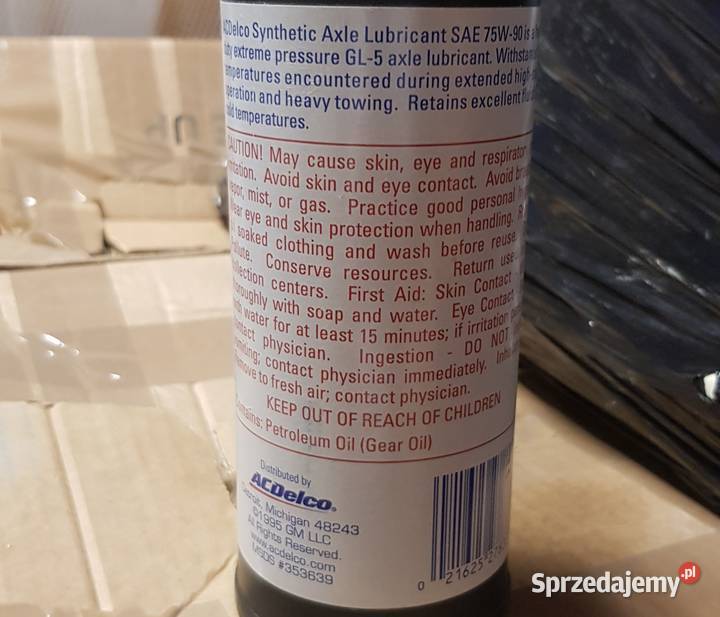 ACDelco Synthetic Axle Lubricant SAE 75W-90 is a
duty extreme pressure GL-5 axle lubricant.
temperatures encountered during extended
operation and heavy towing. Retains excellent
cold temperatures.
CAUTION! May cause skin, eye and
Avoid skin and eye contact. Avoid
vapor, mist, or gas. Practice good personal
Wear eye and skin protection when handling.
soaked clothing and wash before reuse.
Conserve resources. Return
collection centers. First Aid: Skin Contact -
thoroughly with soap and water. Eye Contact
with water for at least 15 minutes; if irritation
contact physician. Ingestion - DO NOT
vomiting; contact physician immediately.
Remove to fresh air; contact physician.
KEEP OUT OF REACH OF CHILDREN
Contains: Petroleum Oil (Gear Oil)
Distributed by
ACDelco®
Detroit, Michigan 48243
©1995 GM LLC
All Rights Reserved.
www.acdelco.com
MSDS #353639
0 21625
UP
Sprzedajemy.pl